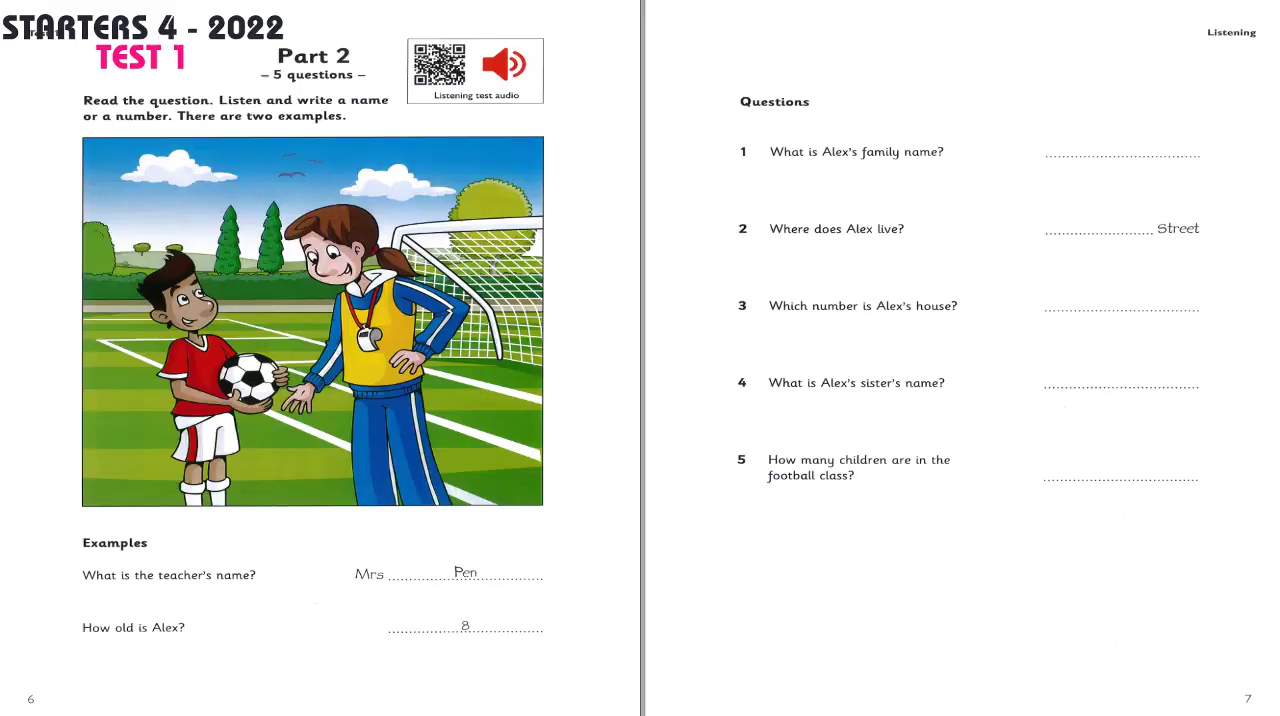 STARTERS 4 - 2022
TEST 1
Part 2
– 5 questions –
Listening test audio
Read the question. Listen and write a name
or a number. There are two examples.
Examples
What is the teacher's name? Mrs Pen
How old is Alex? 8
6
Listening
Questions
1 What is Alex's family name?
2 Where does Alex live? Street
3 Which number is Alex's house?
4 What is Alex's sister's name?
5 How many children are in the
football class?
7